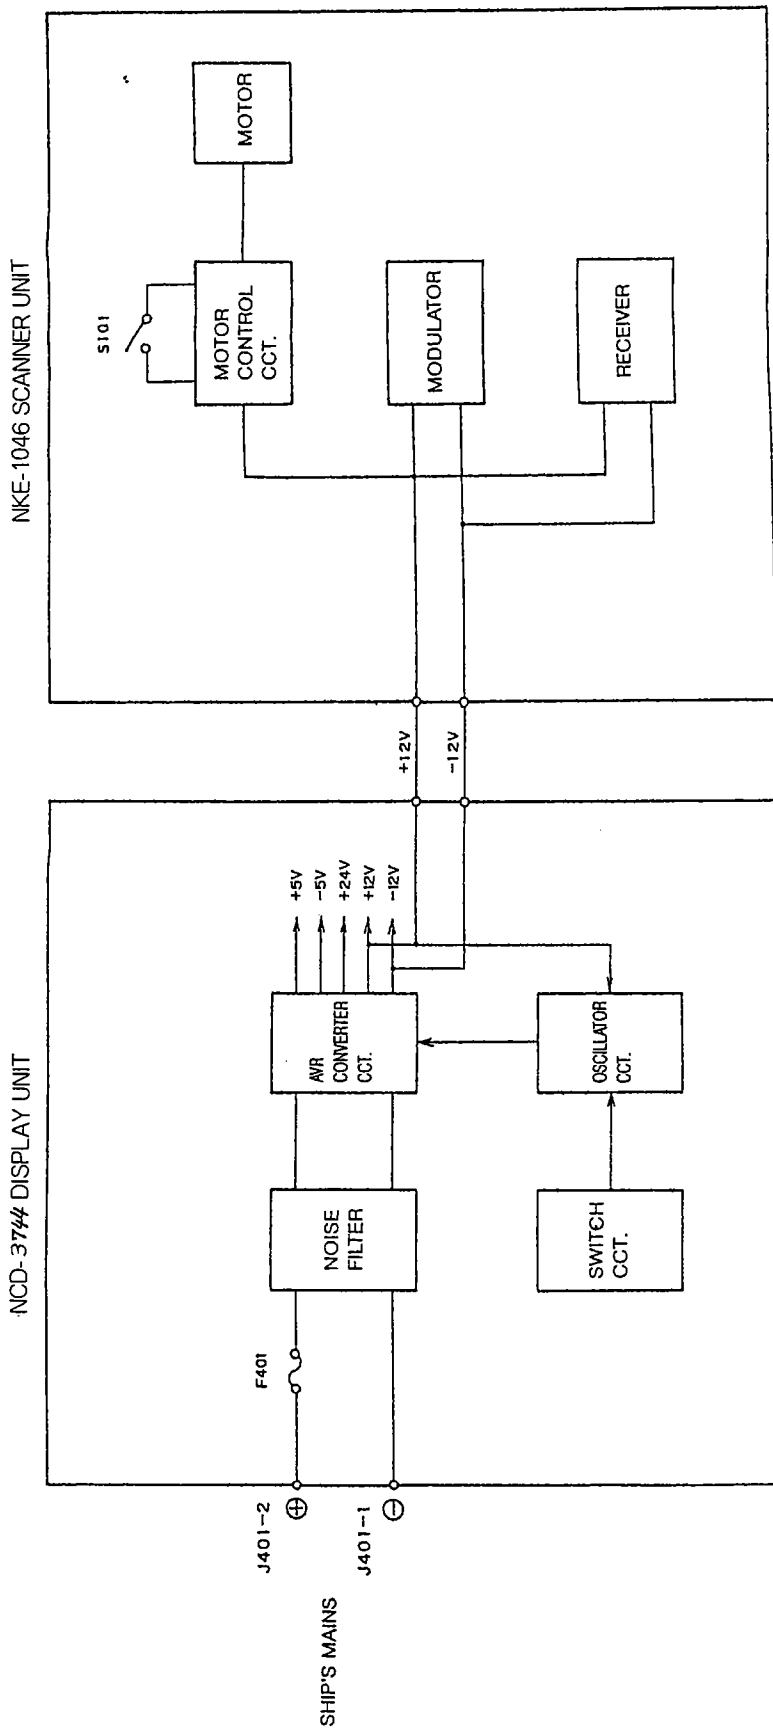 NKE-1046 SCANNER UNIT
S101
MOTOR
CONTROL
CCT.
MOTOR
MODULATOR
RECEIVER
+12V
-12V
NCD-3744 DISPLAY UNIT
SHIP'S MAINS
J401-2
⊕
J401-1
⊖
F401
NOISE
FILTER
AVR
CONVERTER
CCT.
+5V
-5V
+24V
+12V
-12V
SWITCH
CCT.
OSCILLATOR
CCT.